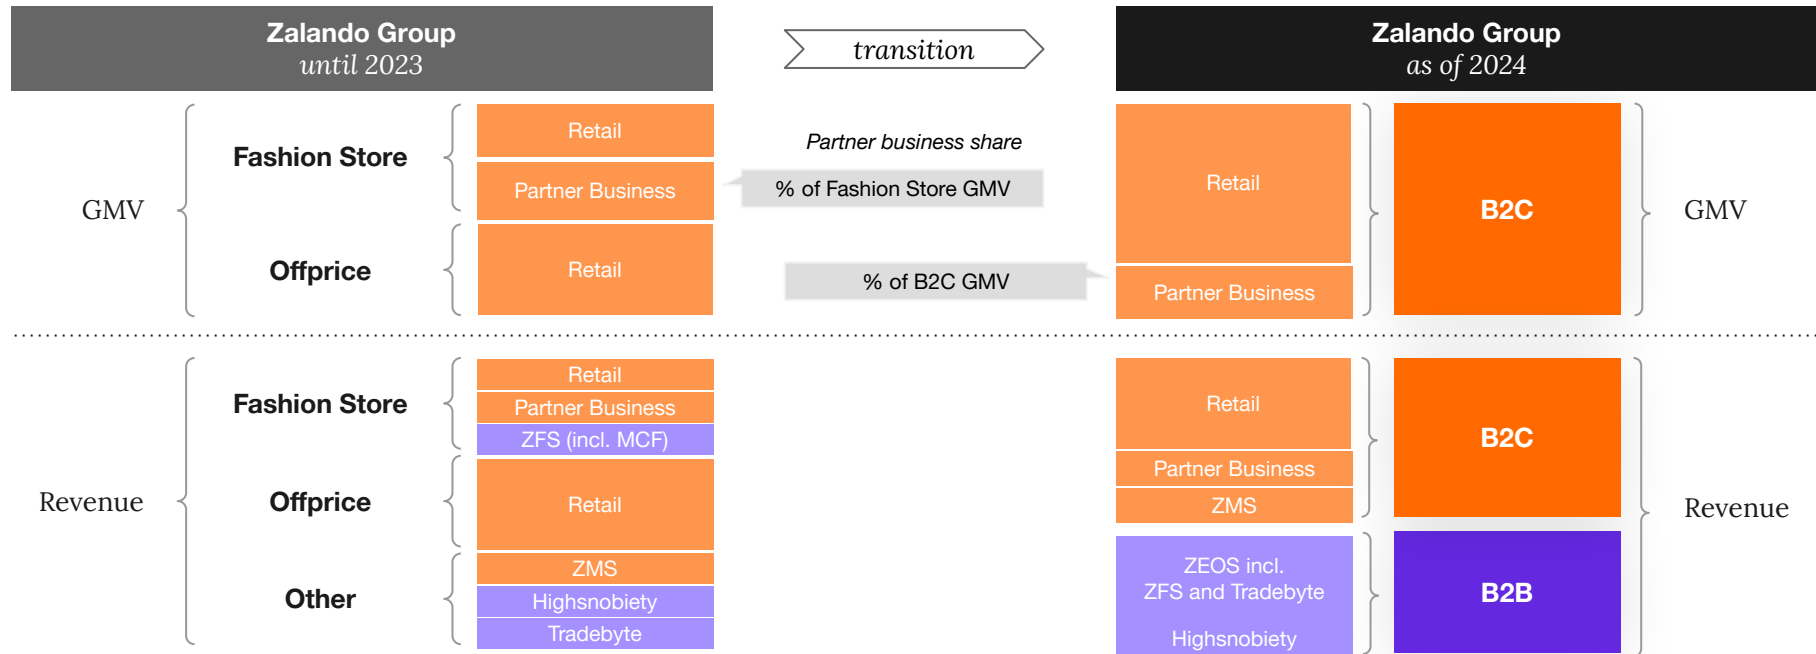 Zalando Group
until 2023
transition
Zalando Group
as of 2024
GMV
Fashion Store
Retail
Partner Business
Offprice
Retail
Partner business share
% of Fashion Store GMV
% of B2C GMV
Retail
Partner Business
B2C
GMV
Revenue
Fashion Store
Retail
Partner Business
ZFS (incl. MCF)
Offprice
Retail
Other
ZMS
Highsnobiety
Tradebyte
Retail
Partner Business
ZMS
B2C
ZEOS incl.
ZFS and Tradebyte
Highsnobiety
B2B
Revenue